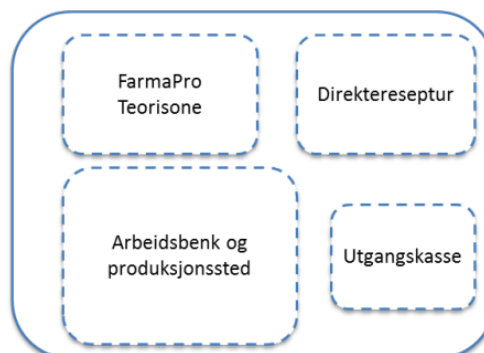 FarmaPro
Teorisone
Direktereseptur
Arbeidsbenk og
produksjonssted
Utgangskasse